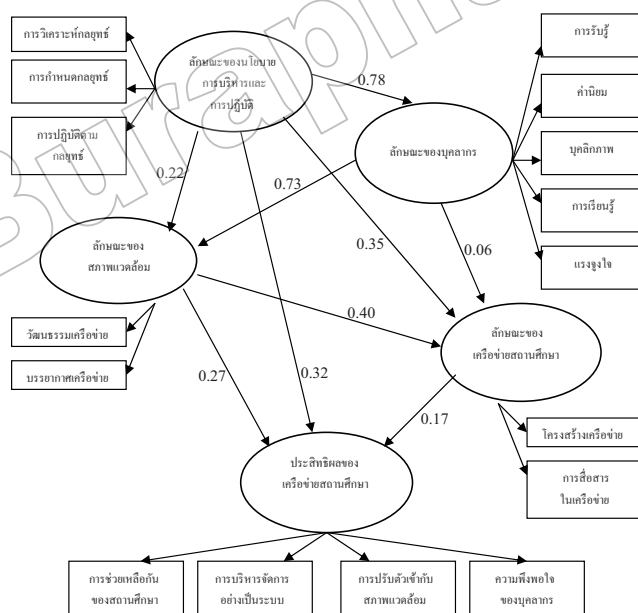 การวิเคราะห์กลยุทธ์
การกำหนดกลยุทธ์
การปฏิบัติตาม
กลยุทธ์
ลักษณะของนโยบาย
การบริหารและ
การปฏิบัติ
0.78
ลักษณะของบุคลากร
การรับรู้
ค่านิยม
บุคลิกภาพ
การเรียนรู้
แรงจูงใจ
0.22
0.73
0.35
0.06
ลักษณะของ
สภาพแวดล้อม
วัฒนธรรมเครือข่าย
บรรยากาศเครือข่าย
0.40
ลักษณะของ
เครือข่ายสถานศึกษา
0.27
0.32
0.17
โครงสร้างเครือข่าย
การสื่อสาร
ในเครือข่าย
ประสิทธิผลของ
เครือข่ายสถานศึกษา
การช่วยเหลือกัน
ของสถานศึกษา
การบริหารจัดการ
อย่างเป็นระบบ
การปรับตัวเข้ากับ
สภาพแวดล้อม
ความพึงพอใจ
ของบุคลากร